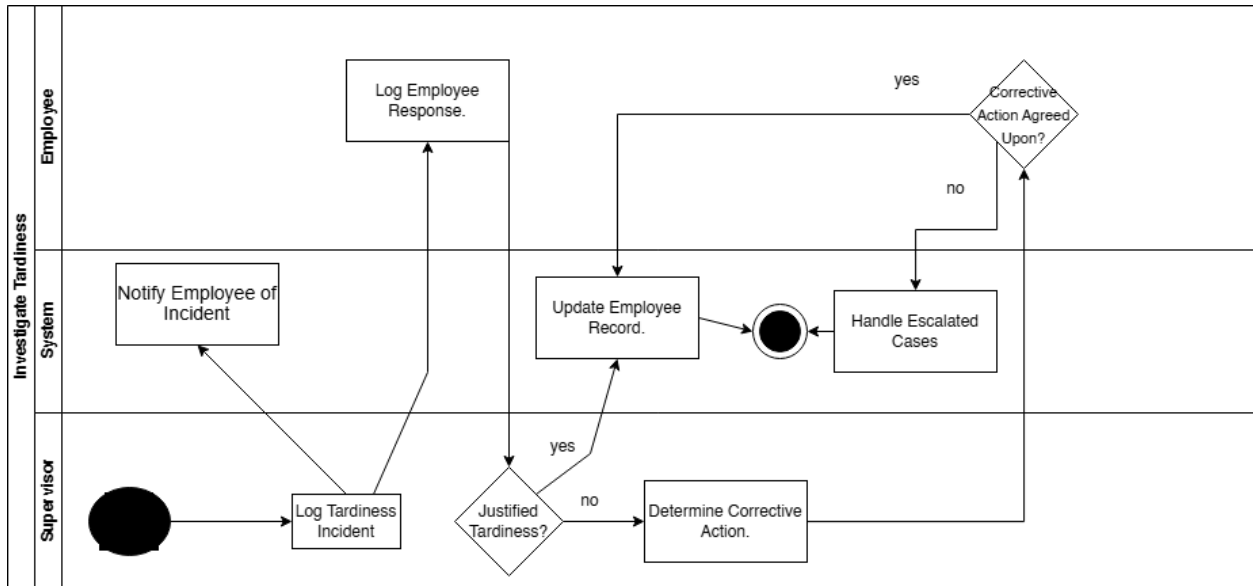 Investigate Tardiness
Employee
Log Employee
Response.
yes
Corrective
Action Agreed
Upon?
no
System
Notify Employee of
Incident
Update Employee
Record.
Handle Escalated
Cases
Supervisor
Log Tardiness
Incident
yes
Justified
Tardiness?
no
Determine Corrective
Action.